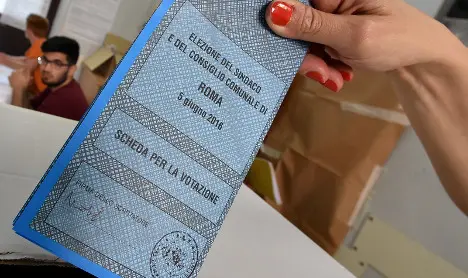 ELEZIONE DEL SINDACO
E DEL CONSIGLIO COMUNALE DI
ROMA
5 giugno 2016
SCHEDA PER LA VOTAZIONE